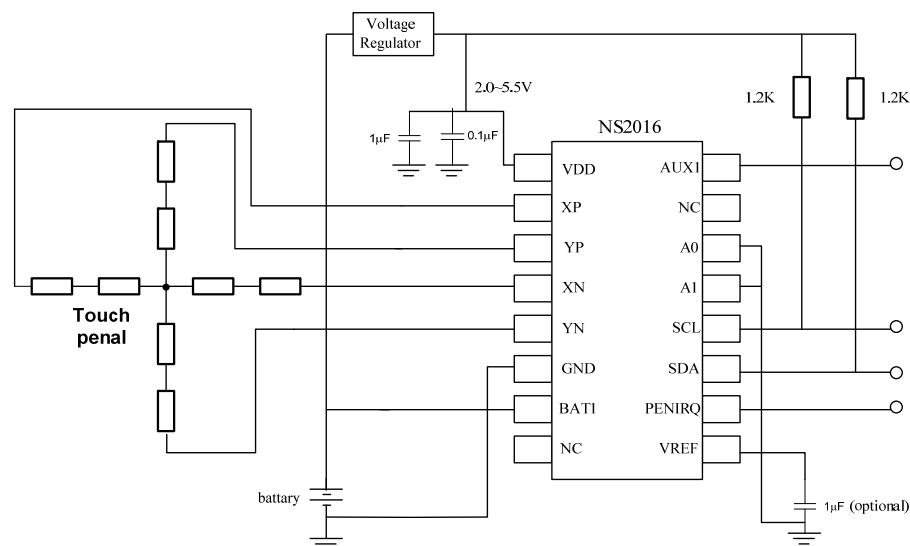 Voltage
Regulator
2.0~5.5V
1.2K
1.2K
1μF
0.1μF
NS2016
VDD
AUX1
XP
NC
YP
A0
XN
A1
Touch
penal
YN
SCL
GND
SDA
BAT1
PENIRQ
NC
VREF
battary
1μF (optional)